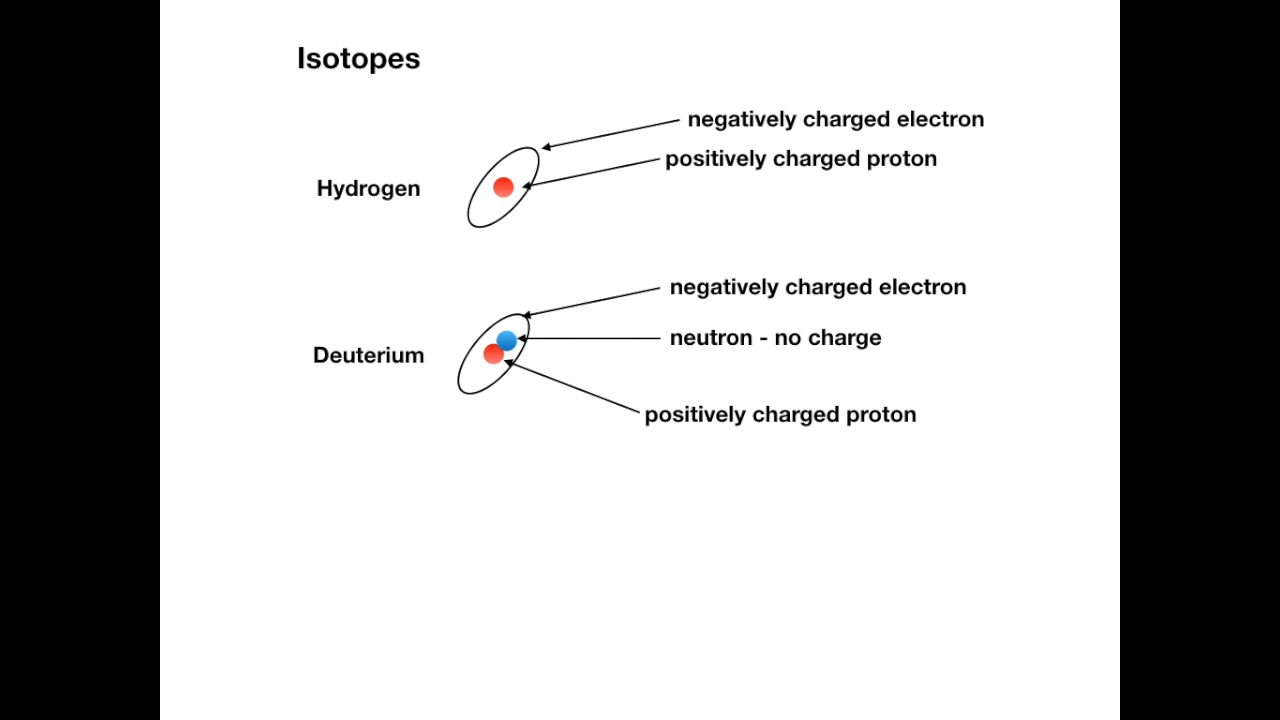 Isotopes
negatively charged electron
positively charged proton
Hydrogen
negatively charged electron
neutron - no charge
Deuterium
positively charged proton